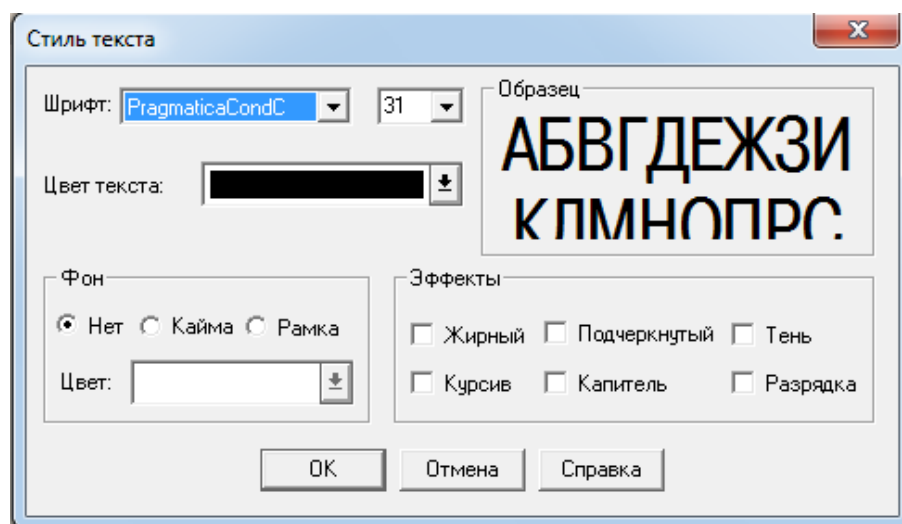 Стиль текста
Шрифт: PragmaticaCondC 31
Образец
АБВГДЕЖЗИ
КЛМНОПРС
Цвет текста:
Фон
Нет Кайма Рамка
Цвет:
Эффекты
Жирный Подчеркнутый Тень
Курсив Капитель Разрядка
OK Отмена Справка